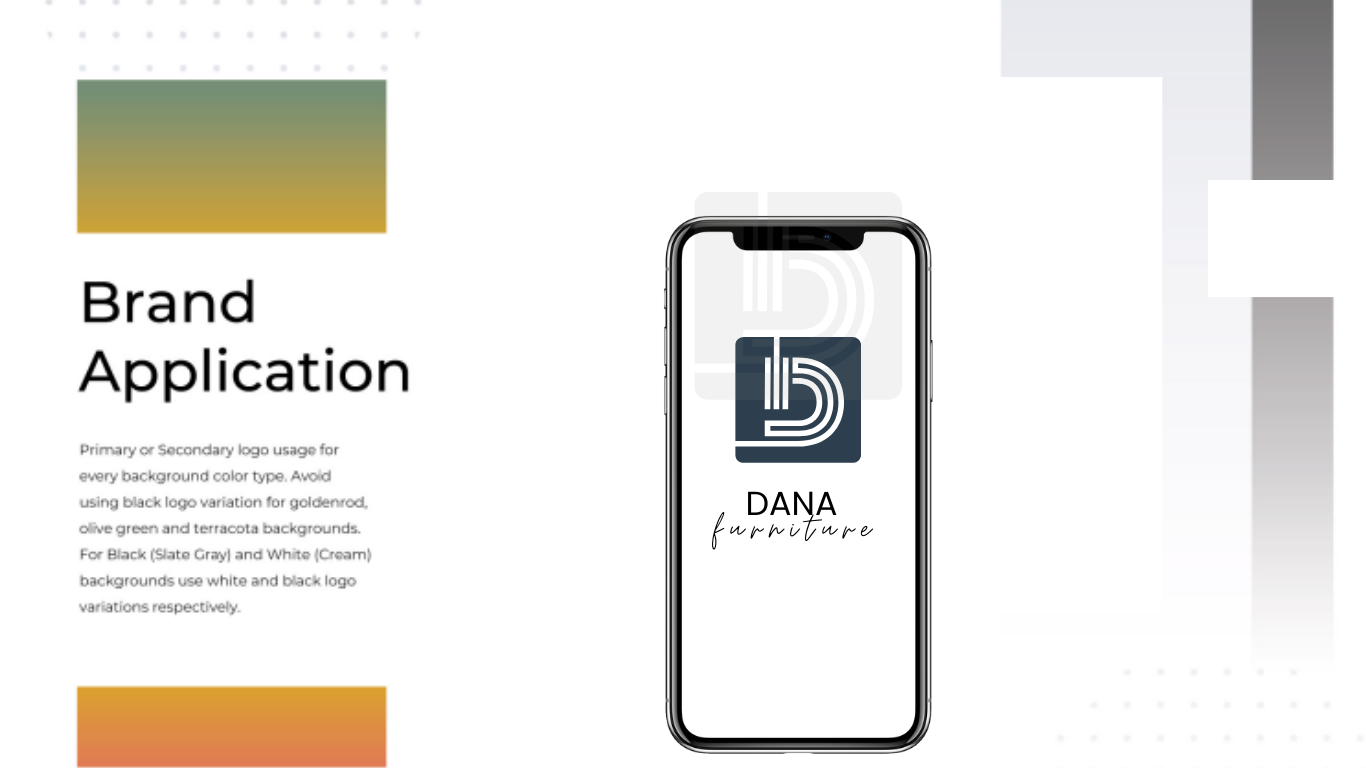 Brand
Application
Primary or Secondary logo usage for
every background color type. Avoid
using black logo variation for goldenrod,
olive green and terracota backgrounds.
For Black (Slate Gray) and White (Cream)
backgrounds use white and black logo
variations respectively.
DANA
furniture